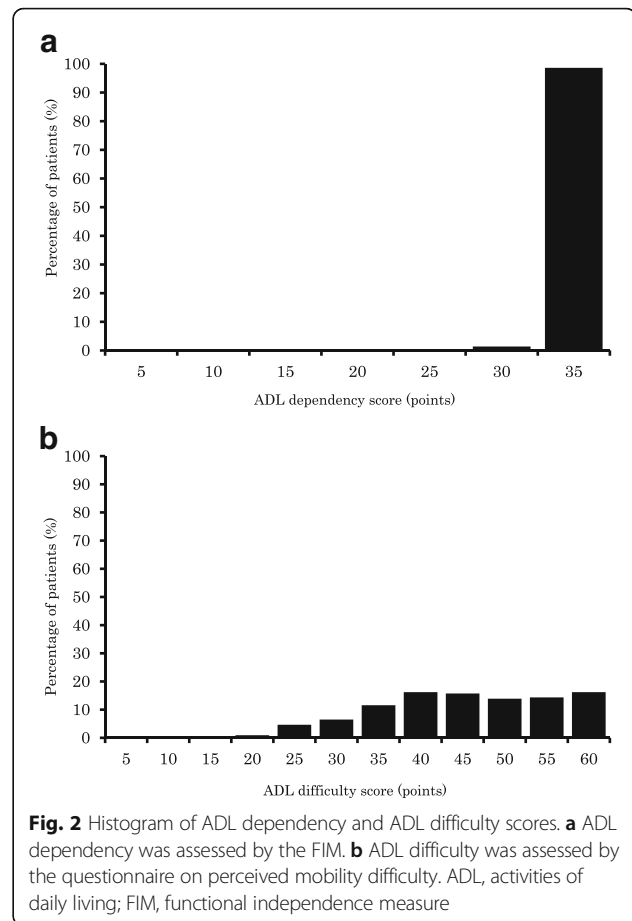 a
100
90
80
70
60
50
40
30
20
10
0
Percentage of patients (%)
5 10 15 20 25 30 35
ADL dependency score (points)
b
100
90
80
70
60
50
40
30
20
10
0
Percentage of patients (%)
5 10 15 20 25 30 35 40 45 50 55 60
ADL difficulty score (points)
Fig. 2 Histogram of ADL dependency and ADL difficulty scores. a ADL
dependency was assessed by the FIM. b ADL difficulty was assessed by
the questionnaire on perceived mobility difficulty. ADL, activities of
daily living; FIM, functional independence measure